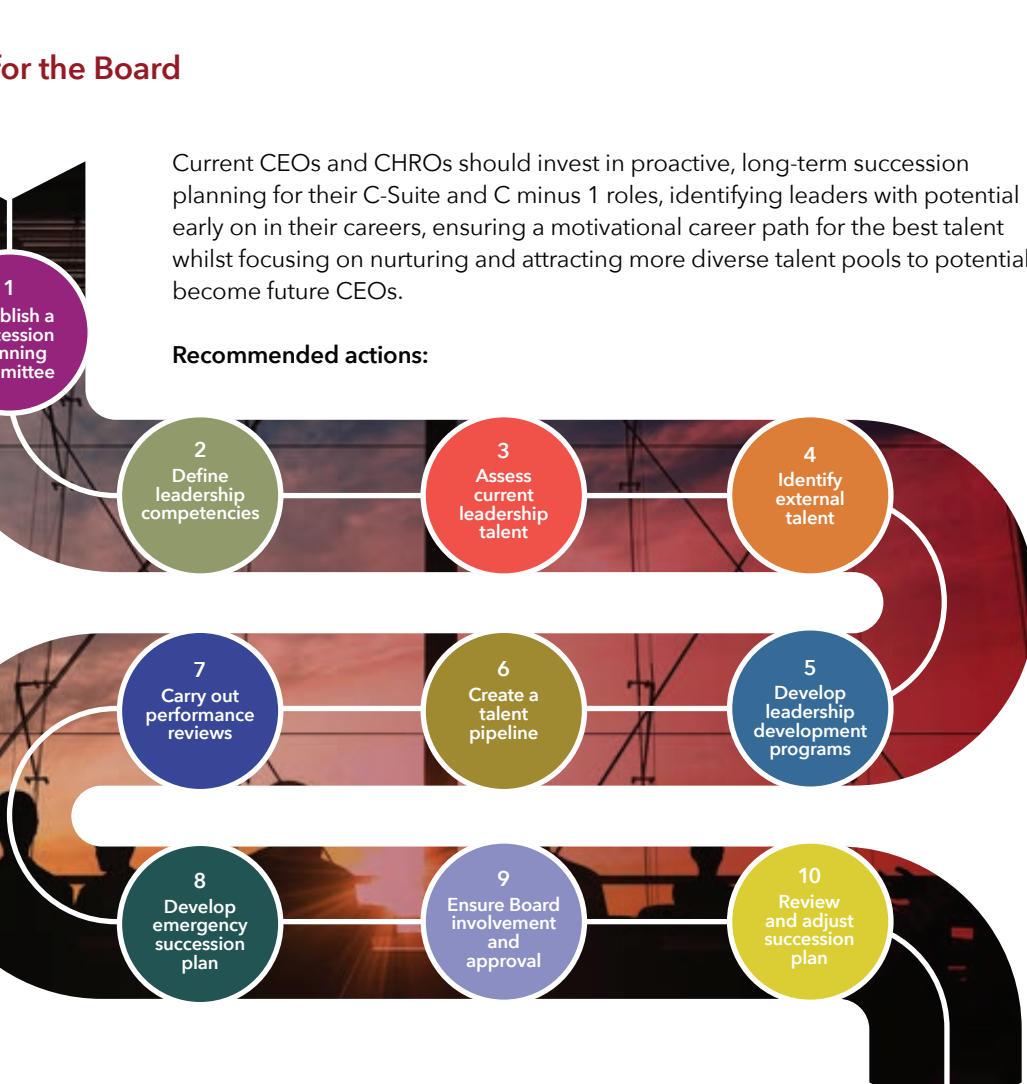 for the Board
Current CEOs and CHROs should invest in proactive, long-term succession
planning for their C-Suite and C minus 1 roles, identifying leaders with potential
early on in their careers, ensuring a motivational career path for the best talent
whilst focusing on nurturing and attracting more diverse talent pools to potential
become future CEOs.
Recommended actions:
1
blish a
ession
nning
mittee
2
Define
leadership
competencies
3
Assess
current
leadership
talent
4
Identify
external
talent
5
Develop
leadership
development
programs
6
Create a
talent
pipeline
7
Carry out
performance
reviews
8
Develop
emergency
succession
plan
9
Ensure Board
involvement
and
approval
10
Review
and adjust
succession
plan